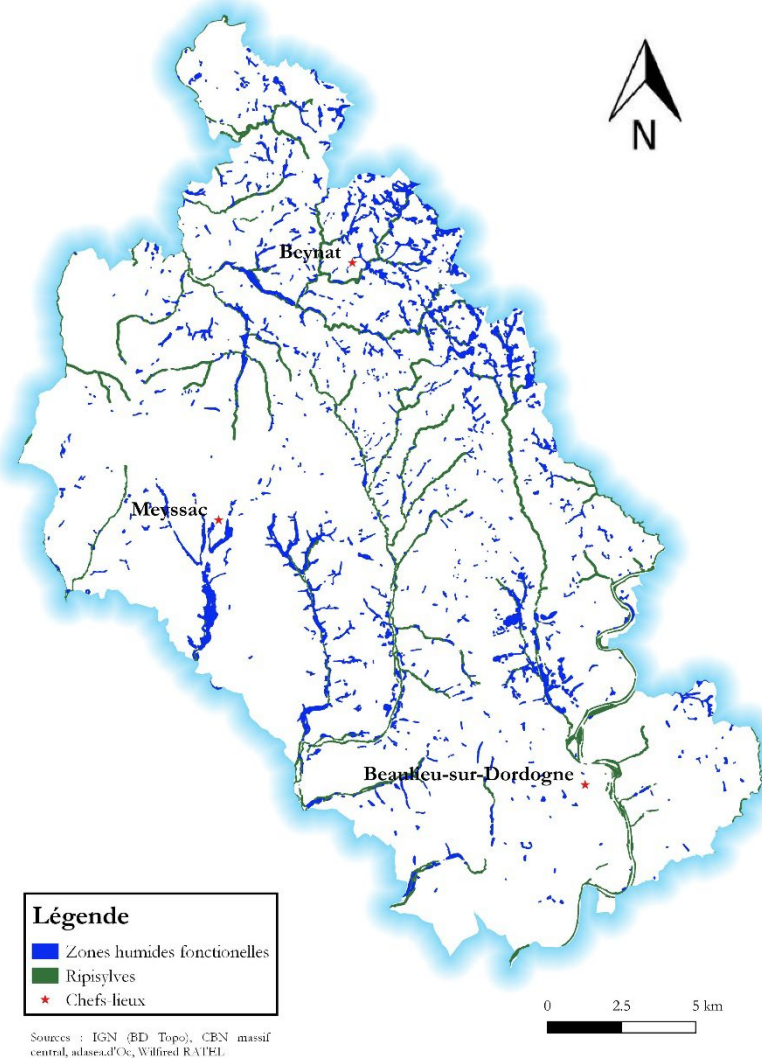 N
Beynat
Meyssac
Beaulieu-sur-Dordogne
Légende
Zones humides fonctionelles
Ripisylves
Chefs-lieux
0 2.5 5 km
Sources : IGN (BD Topo), CBN massif
central, adasea.d'Oc, Wilfired RATEL